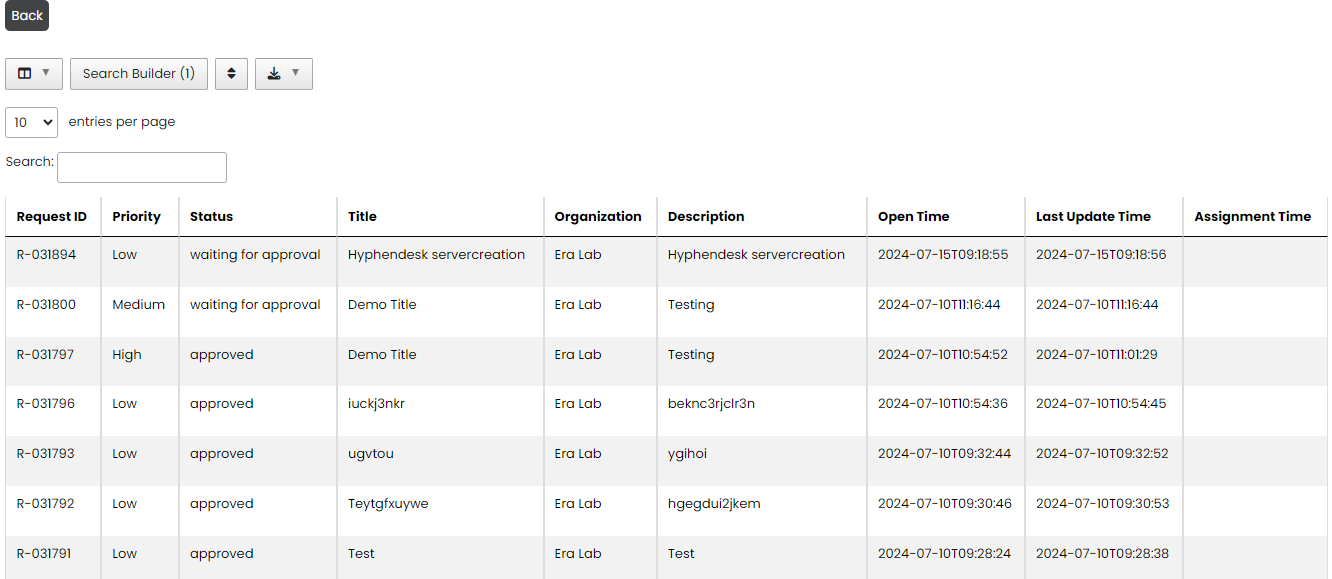 Back
Search Builder (1)
10 entries per page
Search:
Request ID Priority Status Title Organization Description Open Time Last Update Time Assignment Time
R-031894 Low waiting for approval Hyphendesk servercreation Era Lab Hyphendesk servercreation 2024-07-15T09:18:55 2024-07-15T09:18:56
R-031800 Medium waiting for approval Demo Title Era Lab Testing 2024-07-10T11:16:44 2024-07-10T11:16:44
R-031797 High approved Demo Title Era Lab Testing 2024-07-10T10:54:52 2024-07-10T11:01:29
R-031796 Low approved iuckj3nkr Era Lab beknc3rjclr3n 2024-07-10T10:54:36 2024-07-10T10:54:45
R-031793 Low approved ugvtou Era Lab ygihoi 2024-07-10T09:32:44 2024-07-10T09:32:52
R-031792 Low approved Teytgfxuywe Era Lab hgegdui2jkem 2024-07-10T09:30:46 2024-07-10T09:30:53
R-031791 Low approved Test Era Lab Test 2024-07-10T09:28:24 2024-07-10T09:28:38